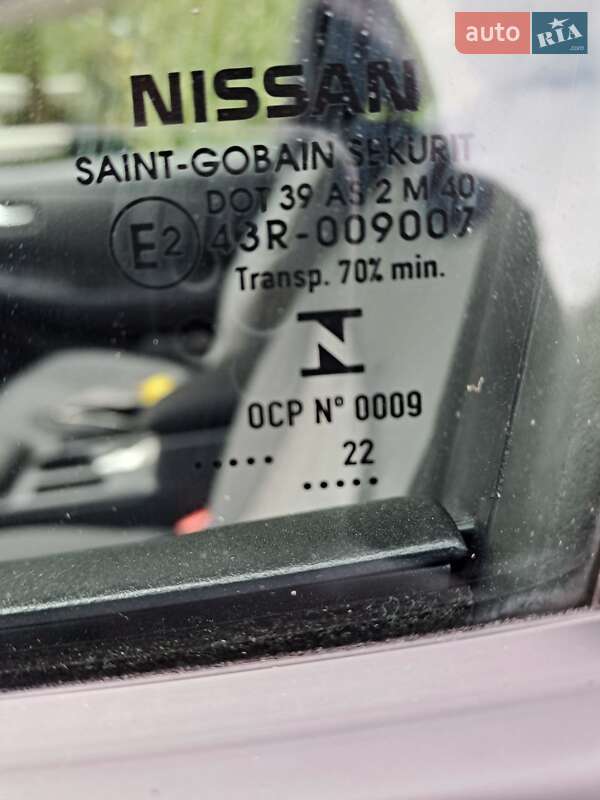 auto RIA .com
NISSAN
SAINT-GOBAIN SEKURIT
DOT 39 AS 2 M 40
E2 43R-009007
Transp. 70% min.
OCP N° 0009
..... 22
.....